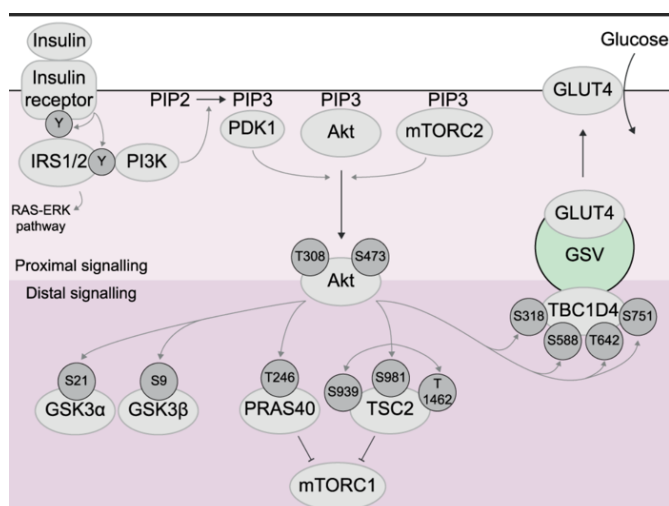 Insulin
Insulin
receptor
Y
IRS1/2
Y
PI3K
RAS-ERK
pathway
PIP2
PIP3
PDK1
PIP3
Akt
PIP3
mTORC2
Glucose
GLUT4
GLUT4
GSV
TBC1D4
S318
S588
T642
S751
T308
S473
Akt
Proximal signalling
Distal signalling
S21
GSK3α
S9
GSK3β
T246
PRAS40
S939
S981
T
1462
TSC2
mTORC1